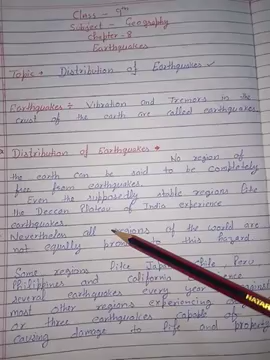 Class - 9th
Subject - Geography
Chapter - 8
Earthquakes
Topic → Distribution of Earthquakes ✓
Earthquakes ÷ Vibration and Tremors in the
crust of the earth are called earthquakes.
Distribution of Earthquakes →
No region of
the earth can be said to be completely
free from earthquakes.
Even the supposedly stable regions like
the Deccan Plateau of India experience
earthquakes.
Nevertheless all regions of the world are
not equally prone to this hazard.
Some regions like Japan Chile Peru
Philippines and California
several earthquakes every year against
most other regions experiencing
or three earthquakes capable of
causing damage to life and property
NATARAJ